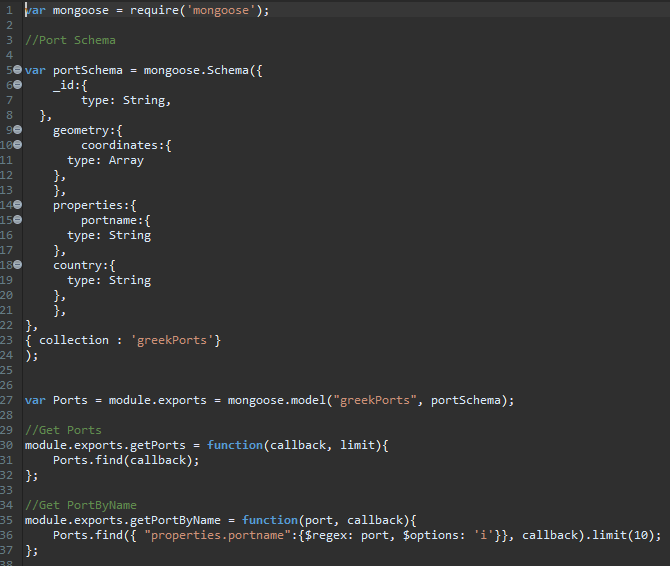 1 var mongoose = require('mongoose');
2
3 //Port Schema
4
5 var portSchema = mongoose.Schema({
6     _id:{
7         type: String,
8   },
9     geometry:{
10         coordinates:{
11       type: Array
12     },
13     },
14     properties:{
15         portname:{
16       type: String
17     },
18     country:{
19       type: String
20     },
21     },
22 },
23 { collection : 'greekPorts'}
24 );
25
26
27 var Ports = module.exports = mongoose.model("greekPorts", portSchema);
28
29 //Get Ports
30 module.exports.getPorts = function(callback, limit){
31     Ports.find(callback);
32 };
33
34 //Get PortByName
35 module.exports.getPortByName = function(port, callback){
36     Ports.find({ "properties.portname":{$regex: port, $options: 'i'}}, callback).limit(10);
37 };
38